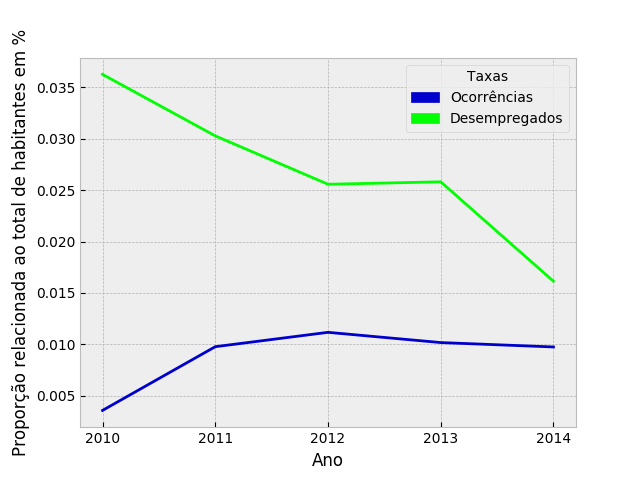 Proporção relacionada ao total de habitantes em %
0.035
0.030
0.025
0.020
0.015
0.010
0.005
Taxas
Ocorrências
Desempregados
2010 2011 2012 2013 2014
Ano